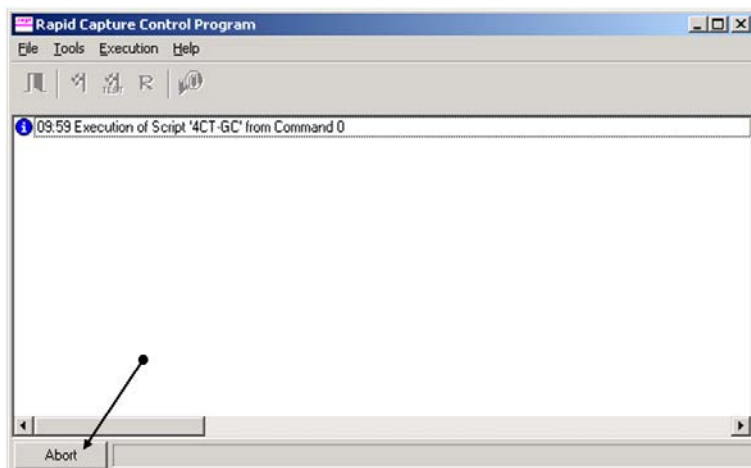 Rapid Capture Control Program
File Tools Execution Help
R
09:59 Execution of Script '4CT-GC' from Command 0
Abort